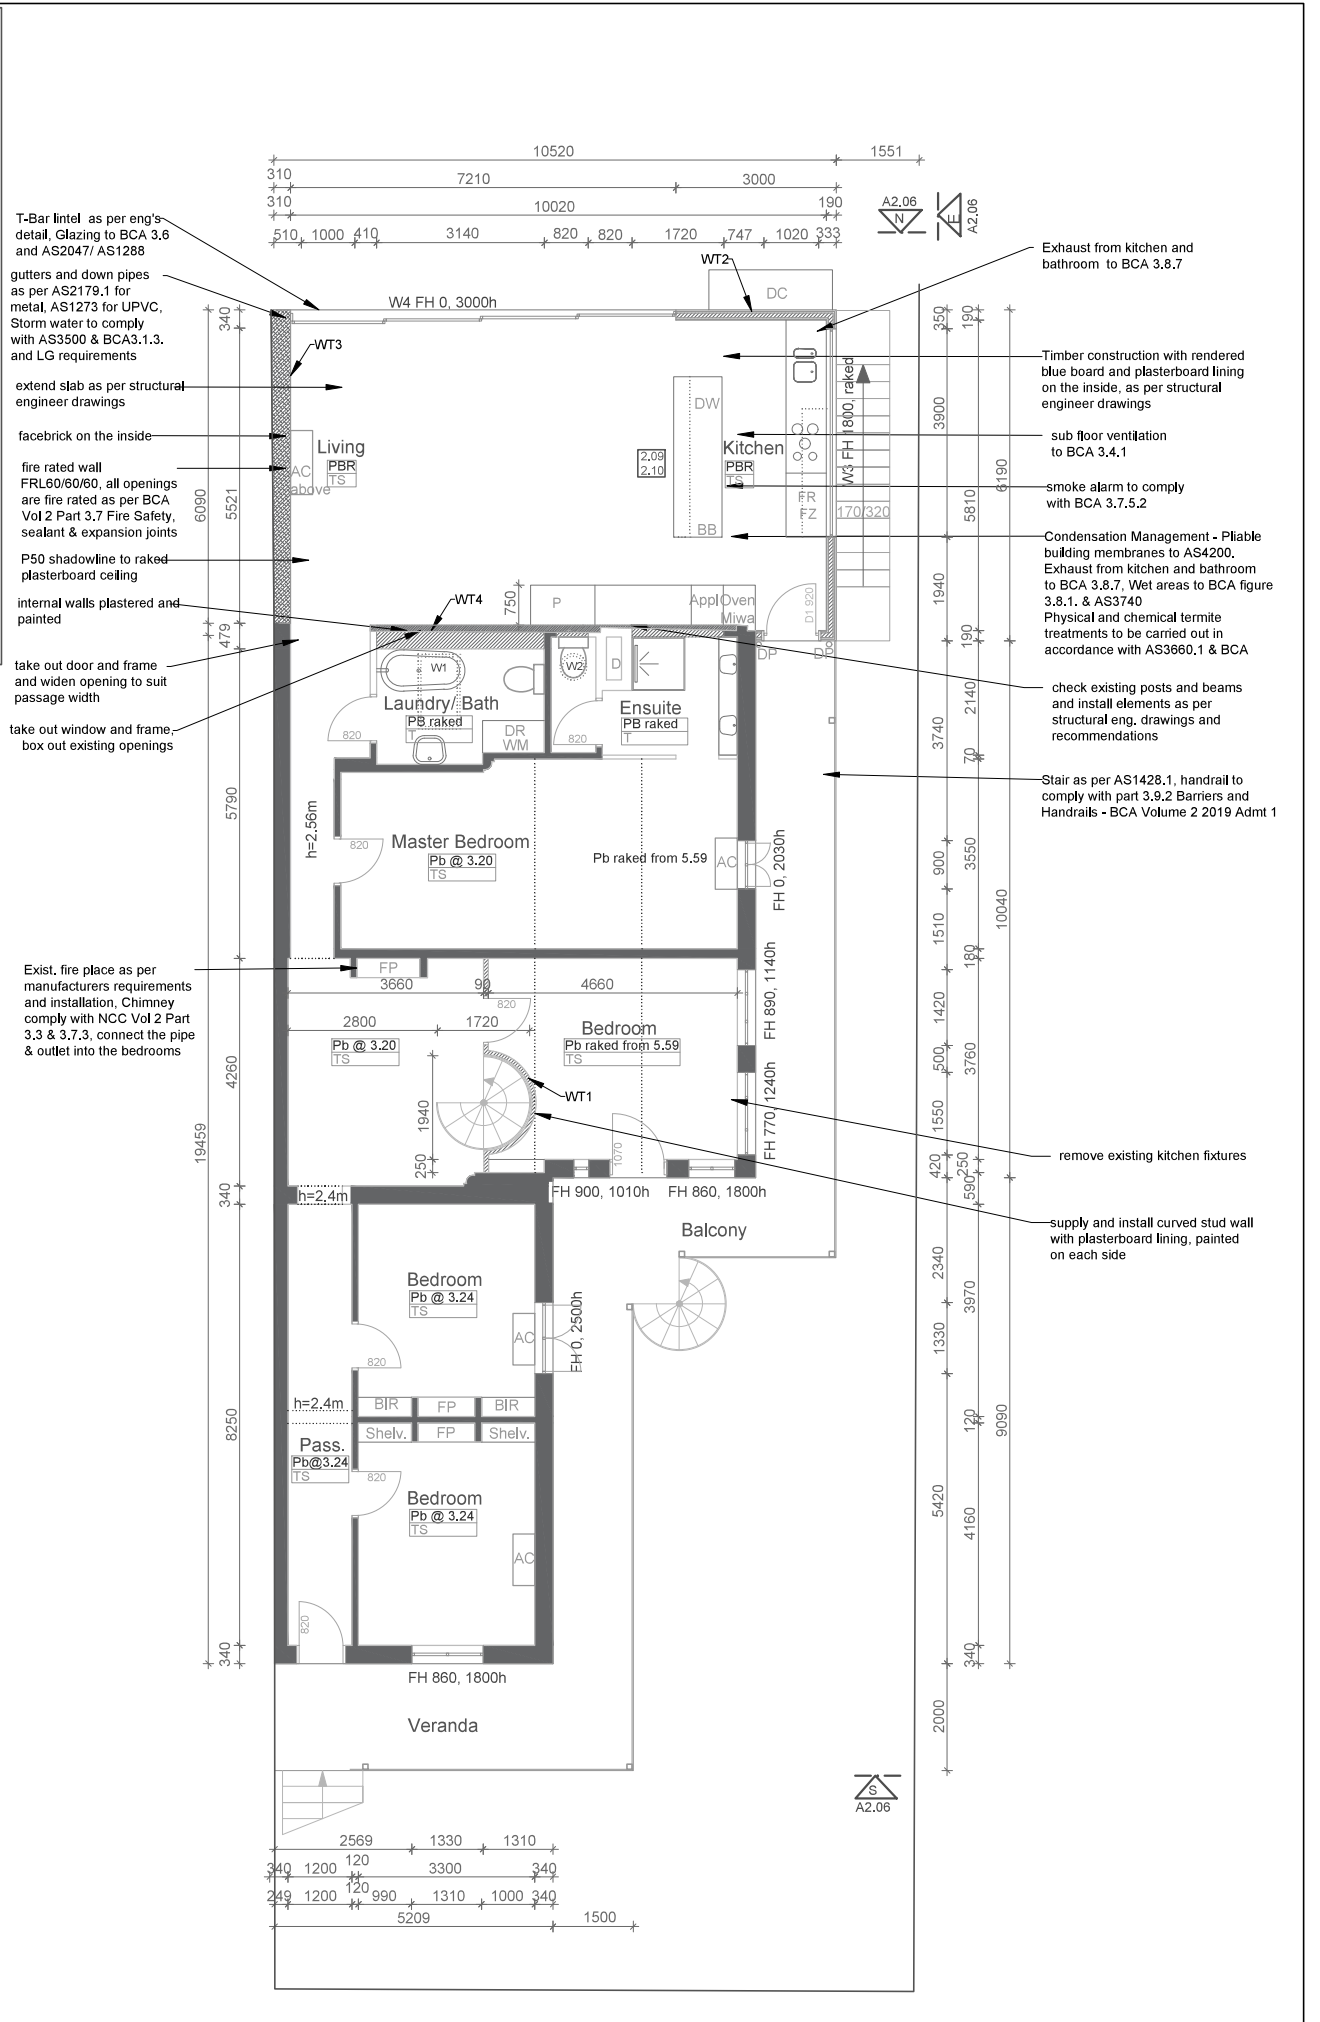 10520
1551
310
7210
3000
310
10020
190
510
1000
410
3140
820
820
1720
747
1020
333
A2.06
N
E
A2.06
T-Bar lintel as per eng's
detail, Glazing to BCA 3.6
and AS2047/ AS1288
gutters and down pipes
as per AS2179.1 for
metal, AS1273 for UPVC,
Storm water to comply
with AS3500 & BCA3.1.3.
and LG requirements
extend slab as per structural
engineer drawings
facebrick on the inside
fire rated wall
FRL60/60/60, all openings
are fire rated as per BCA
Vol 2 Part 3.7 Fire Safety,
sealant & expansion joints
P50 shadowline to raked
plasterboard ceiling
internal walls plastered and
painted
take out door and frame
and widen opening to suit
passage width
take out window and frame,
box out existing openings
Exist. fire place as per
manufacturers requirements
and installation, Chimney
comply with NCC Vol 2 Part
3.3 & 3.7.3, connect the pipe
& outlet into the bedrooms
340
6090
5521
479
5790
4260
19459
340
8250
340
WT2
DC
W4 FH 0, 3000h
WT3
Living
PBR
TS
AC
above
2.09
2.10
DW
BB
Kitchen
PBR
TS
FR
FZ
W3 FH 1800, raked
170/320
750
P
Appl
Oven
Miwa
D1 920
DP
DP
WT4
W1
W2
D
Laundry/ Bath
PB raked
T
DR
WM
820
820
Ensuite
PB raked
T
h=2.56m
820
Master Bedroom
Pb @ 3.20
TS
Pb raked from 5.59
AC
FH 0, 2030h
FP
3660
90
4660
820
2800
1720
Pb @ 3.20
TS
Bedroom
Pb raked from 5.59
TS
FH 890, 1140h
FH 770, 1240h
WT1
1940
250
1070
FH 900, 1010h
FH 860, 1800h
h=2.4m
Balcony
Bedroom
Pb @ 3.24
TS
AC
FH 0, 2500h
820
h=2.4m
BIR
FP
BIR
Shelv.
FP
Shelv.
Pass.
Pb@3.24
TS
820
Bedroom
Pb @ 3.24
TS
AC
820
FH 860, 1800h
Veranda
Exhaust from kitchen and
bathroom to BCA 3.8.7
Timber construction with rendered
blue board and plasterboard lining
on the inside, as per structural
engineer drawings
sub floor ventilation
to BCA 3.4.1
smoke alarm to comply
with BCA 3.7.5.2
Condensation Management - Pliable
building membranes to AS4200.
Exhaust from kitchen and bathroom
to BCA 3.8.7, Wet areas to BCA figure
3.8.1. & AS3740
Physical and chemical termite
treatments to be carried out in
accordance with AS3660.1 & BCA
check existing posts and beams
and install elements as per
structural eng. drawings and
recommendations
Stair as per AS1428.1, handrail to
comply with part 3.9.2 Barriers and
Handrails - BCA Volume 2 2019 Admt 1
remove existing kitchen fixtures
supply and install curved stud wall
with plasterboard lining, painted
on each side
350
3900
1940
190
3740
900
1510
1420
500
1550
420
2340
1330
5420
2000
190
5810
2140
70
3550
180
3760
250
590
3970
120
4160
340
6190
10040
9090
S
A2.06
2569
1330
1310
340
1200
120
3300
340
249
1200
120
990
1310
1000
340
5209
1500